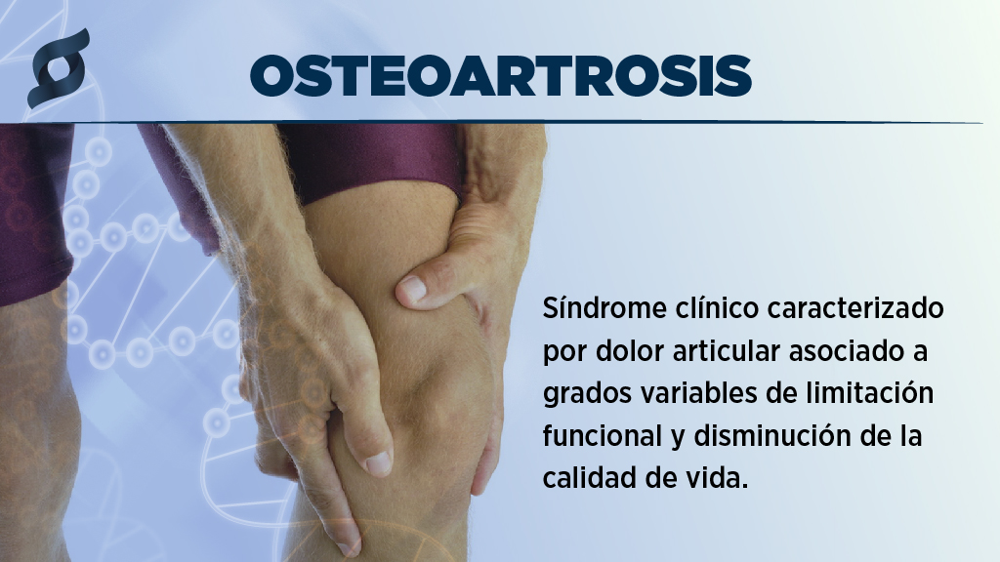 OSTEOARTROSIS
Síndrome clínico caracterizado
por dolor articular asociado a
grados variables de limitación
funcional y disminución de la
calidad de vida.